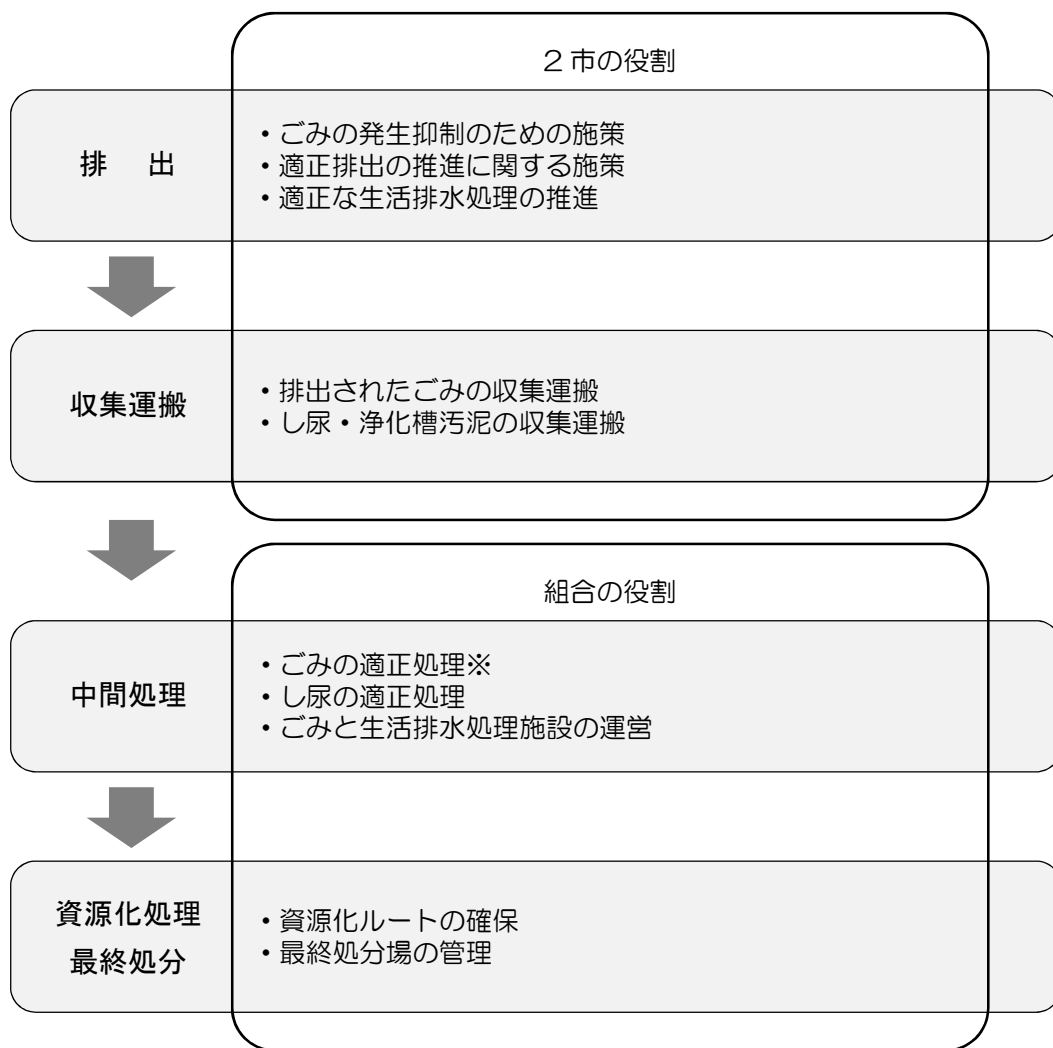 2市の役割
排 出
・ごみの発生抑制のための施策
・適正排出の推進に関する施策
・適正な生活排水処理の推進
収集運搬
・排出されたごみの収集運搬
・し尿・浄化槽汚泥の収集運搬
組合の役割
中間処理
・ごみの適正処理※
・し尿の適正処理
・ごみと生活排水処理施設の運営
資源化処理
最終処分
・資源化ルートの確保
・最終処分場の管理